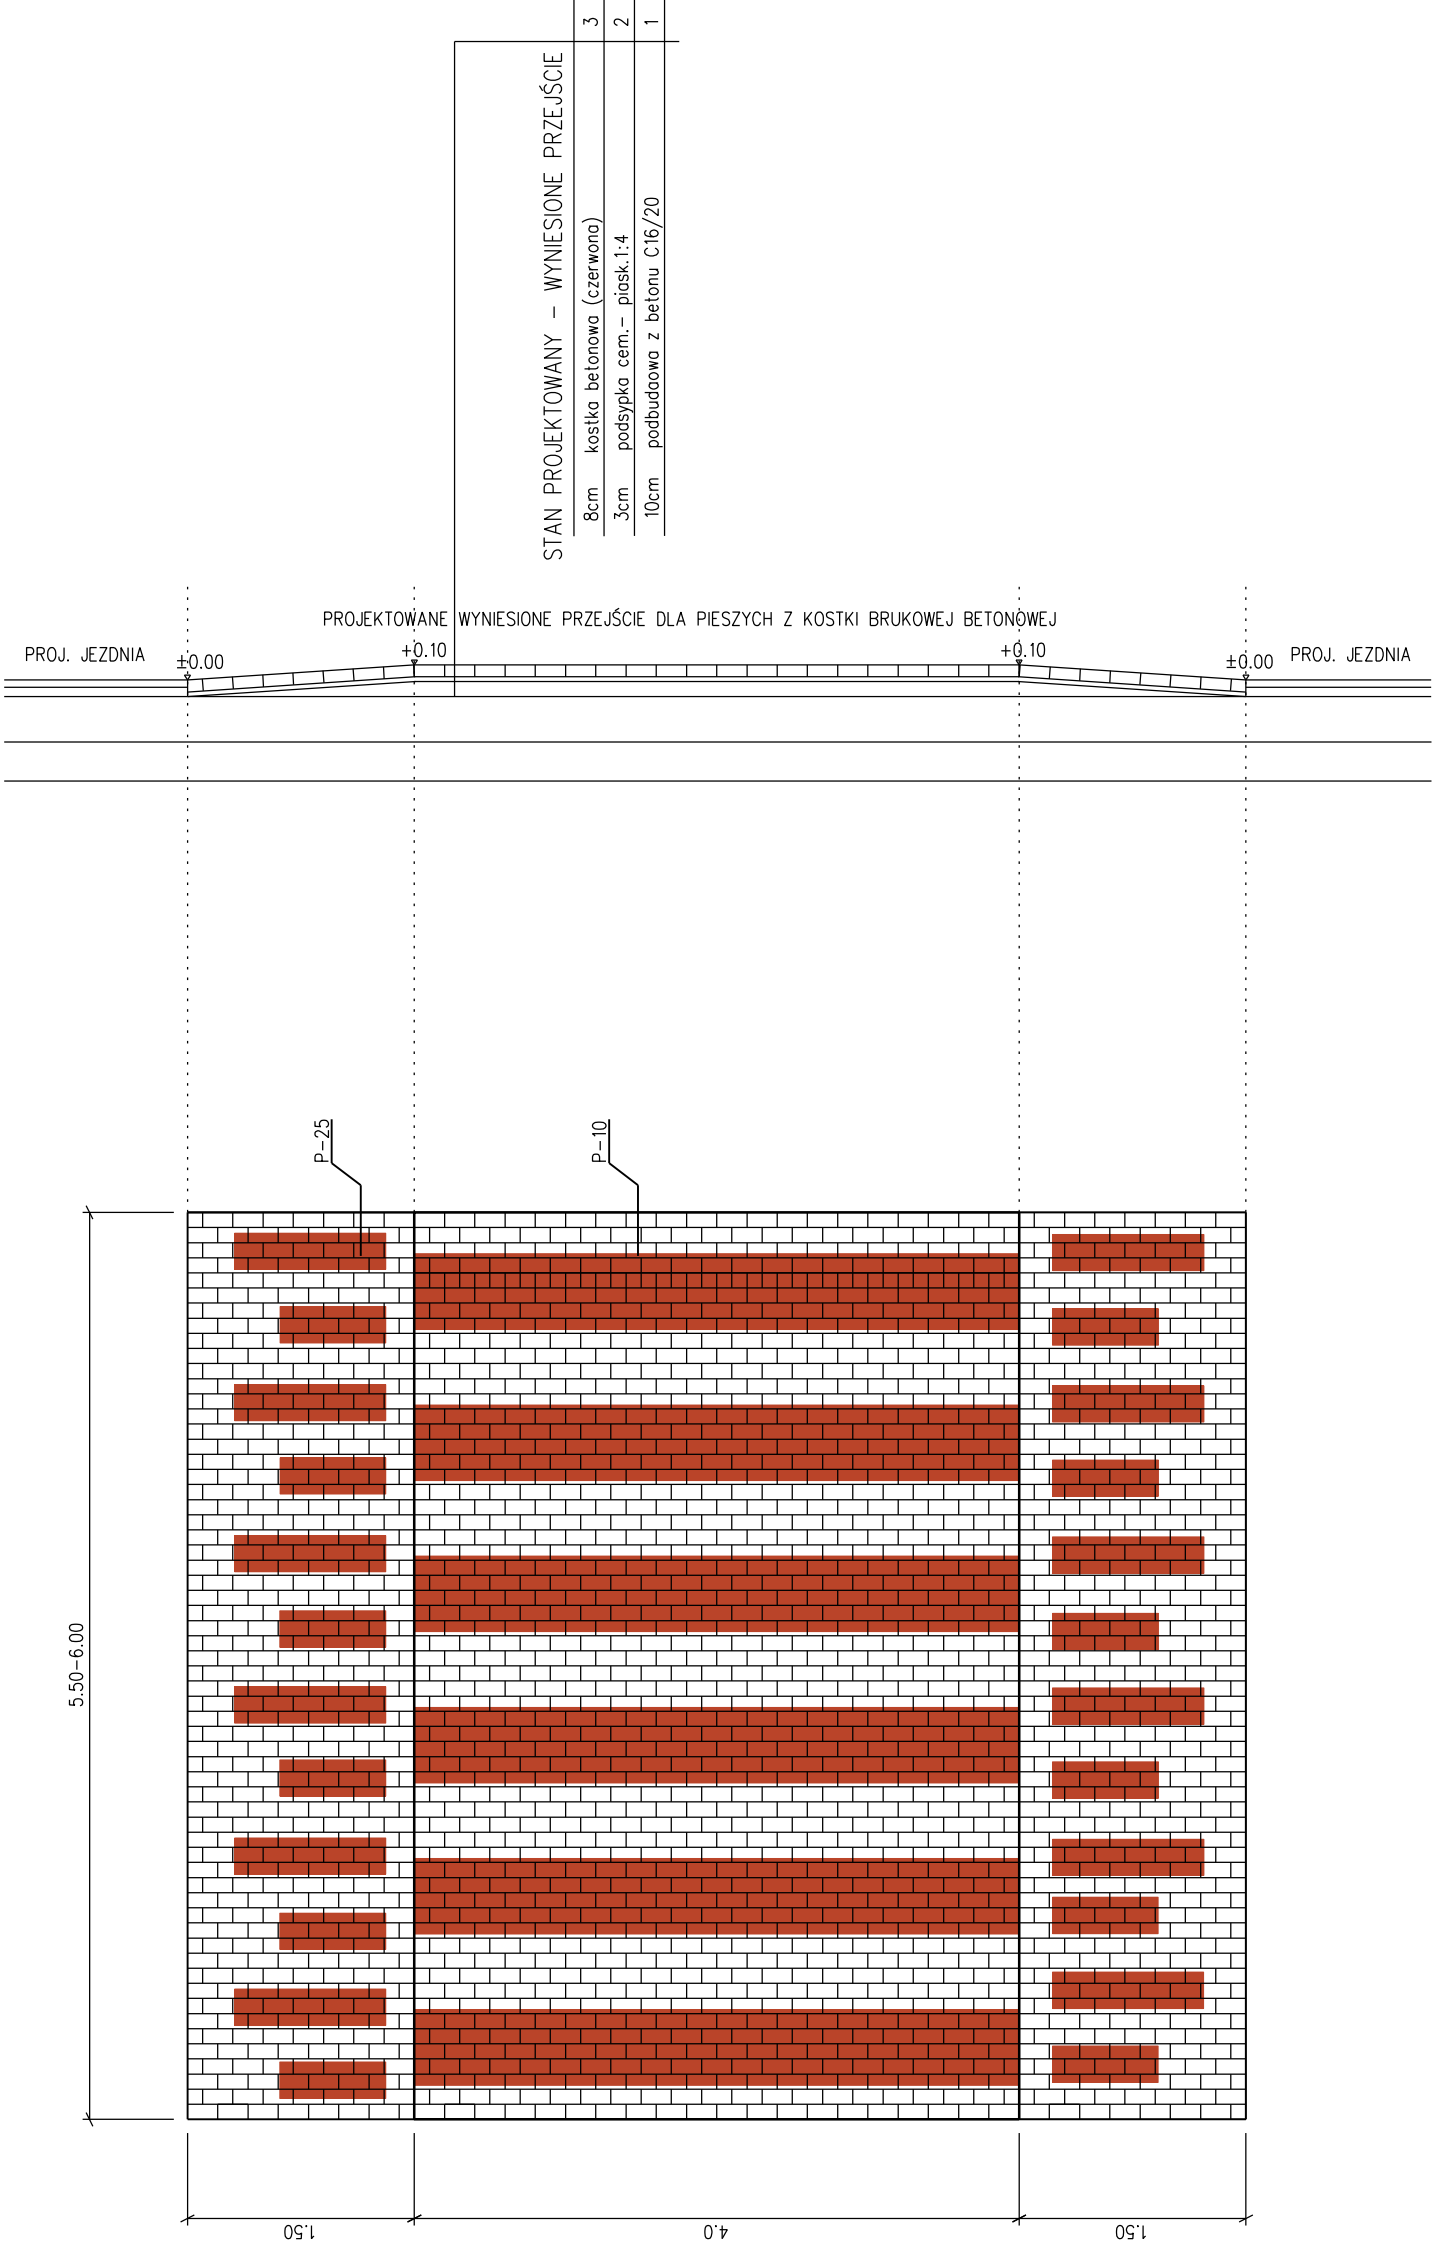 STAN PROJEKTOWANY - WYNIESIONE PRZEJŚCIE
8cm kostka betonowa (czerwona) 3
3cm podsypka cem.- piask.1:4 2
10cm podbudaowa z betonu C16/20 1
PROJEKTOWANE WYNIESIONE PRZEJŚCIE DLA PIESZYCH Z KOSTKI BRUKOWEJ BETONOWEJ
PROJ. JEZDNIA
±0.00
+0.10
+0.10
±0.00
PROJ. JEZDNIA
P-25
P-10
5.50-6.00
1.50
4.0
1.50